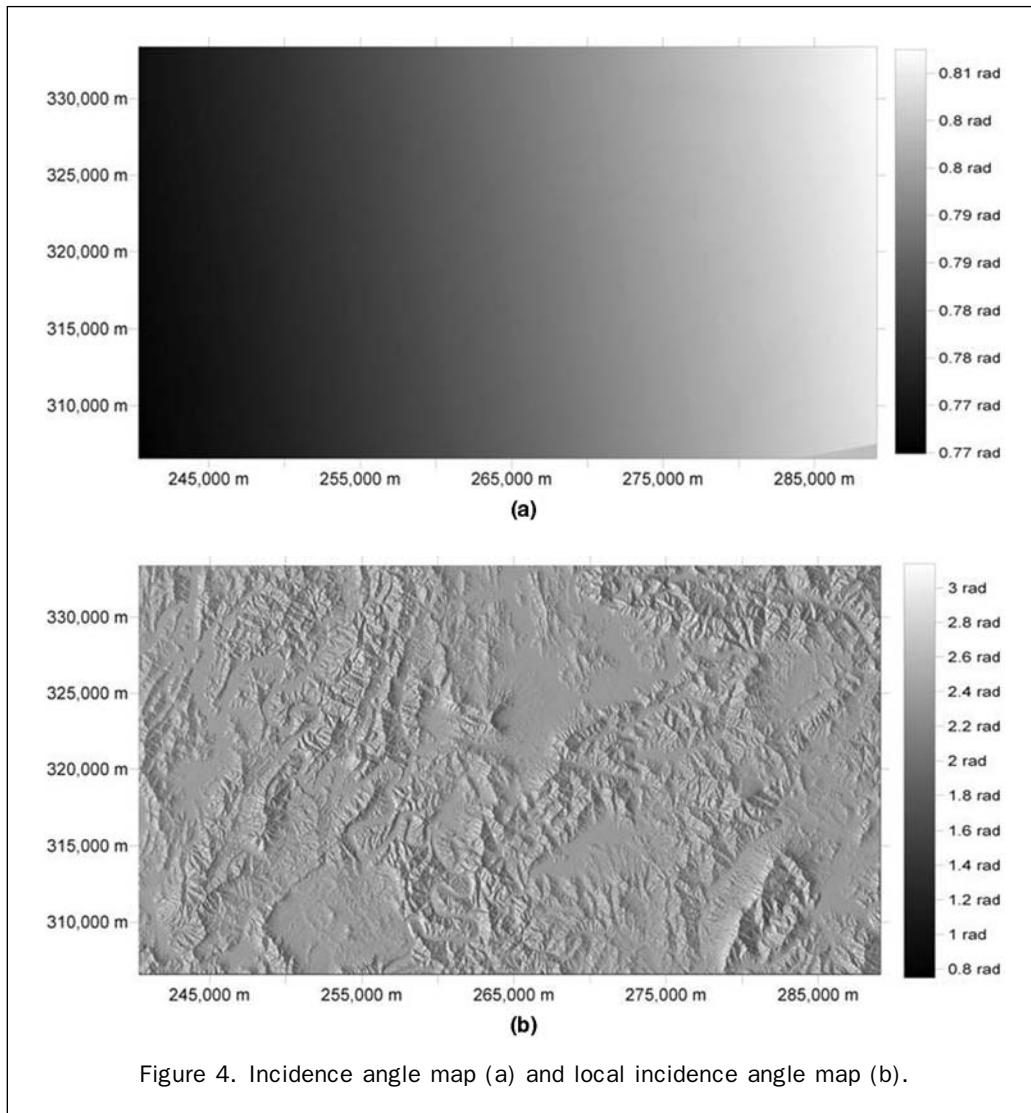 330,000 m
325,000 m
320,000 m
315,000 m
310,000 m
245,000 m 255,000 m 265,000 m 275,000 m 285,000 m
0.81 rad
0.8 rad
0.8 rad
0.79 rad
0.79 rad
0.78 rad
0.78 rad
0.77 rad
0.77 rad
(a)
330,000 m
325,000 m
320,000 m
315,000 m
310,000 m
245,000 m 255,000 m 265,000 m 275,000 m 285,000 m
3 rad
2.8 rad
2.6 rad
2.4 rad
2.2 rad
2 rad
1.8 rad
1.6 rad
1.4 rad
1.2 rad
1 rad
0.8 rad
(b)
Figure 4. Incidence angle map (a) and local incidence angle map (b).